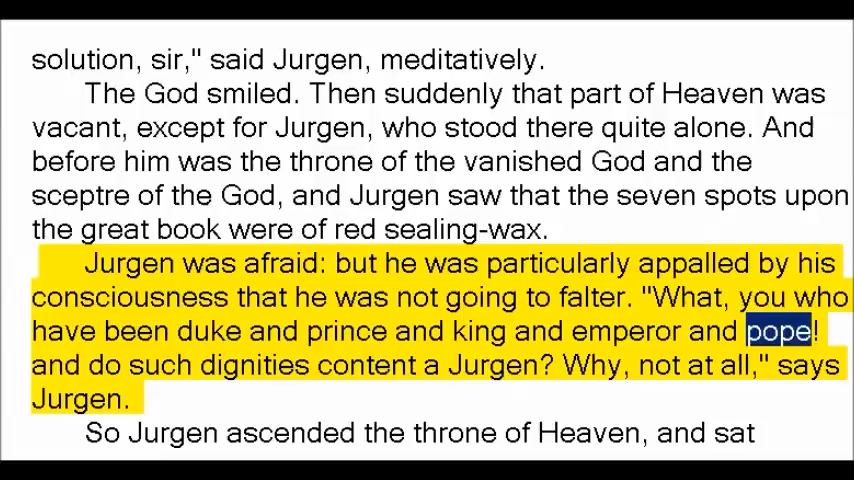 solution, sir," said Jurgen, meditatively.
The God smiled. Then suddenly that part of Heaven was
vacant, except for Jurgen, who stood there quite alone. And
before him was the throne of the vanished God and the
sceptre of the God, and Jurgen saw that the seven spots upon
the great book were of red sealing-wax.
Jurgen was afraid: but he was particularly appalled by his
consciousness that he was not going to falter. "What, you who
have been duke and prince and king and emperor and pope!
and do such dignities content a Jurgen? Why, not at all," says
Jurgen.
So Jurgen ascended the throne of Heaven, and sat